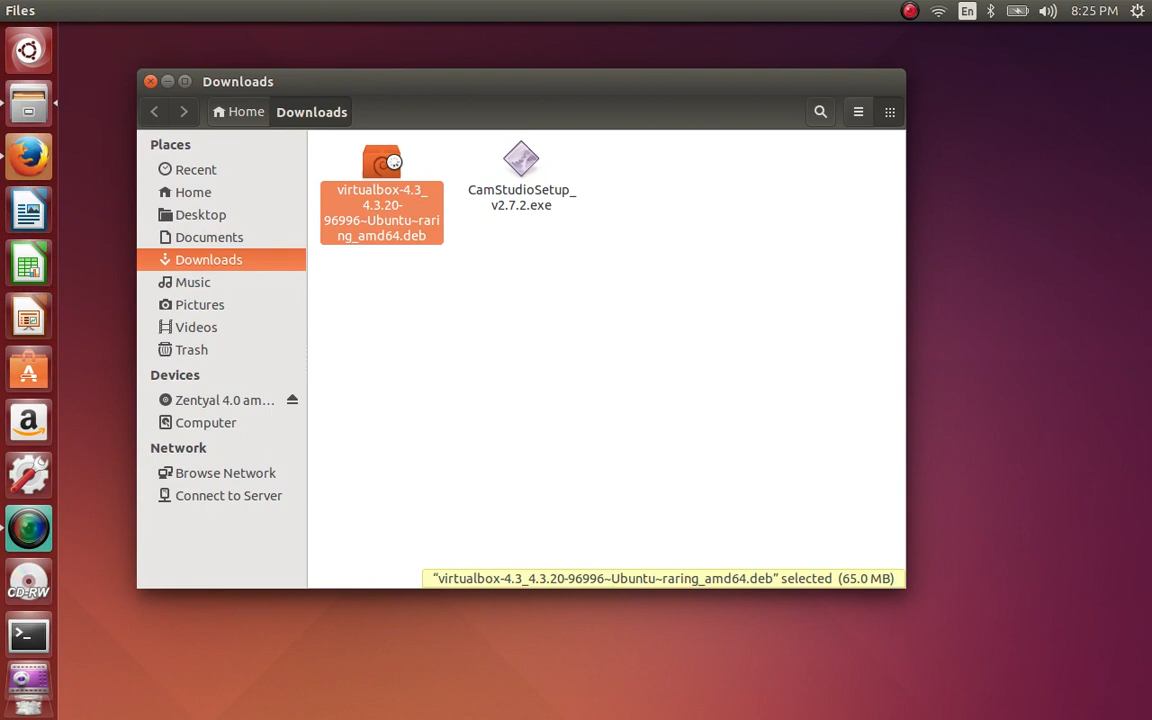 Files
En
8:25 PM
Downloads
Home
Downloads
Places
Recent
Home
Desktop
Documents
Downloads
Music
Pictures
Videos
Trash
Devices
Zentyal 4.0 am...
Computer
Network
Browse Network
Connect to Server
virtualbox-4.3_
4.3.20-
96996~Ubuntu~rari
ng_amd64.deb
CamStudioSetup_
v2.7.2.exe
“virtualbox-4.3_4.3.20-96996~Ubuntu~raring_amd64.deb” selected (65.0 MB)
A
a
CD-RW
>_